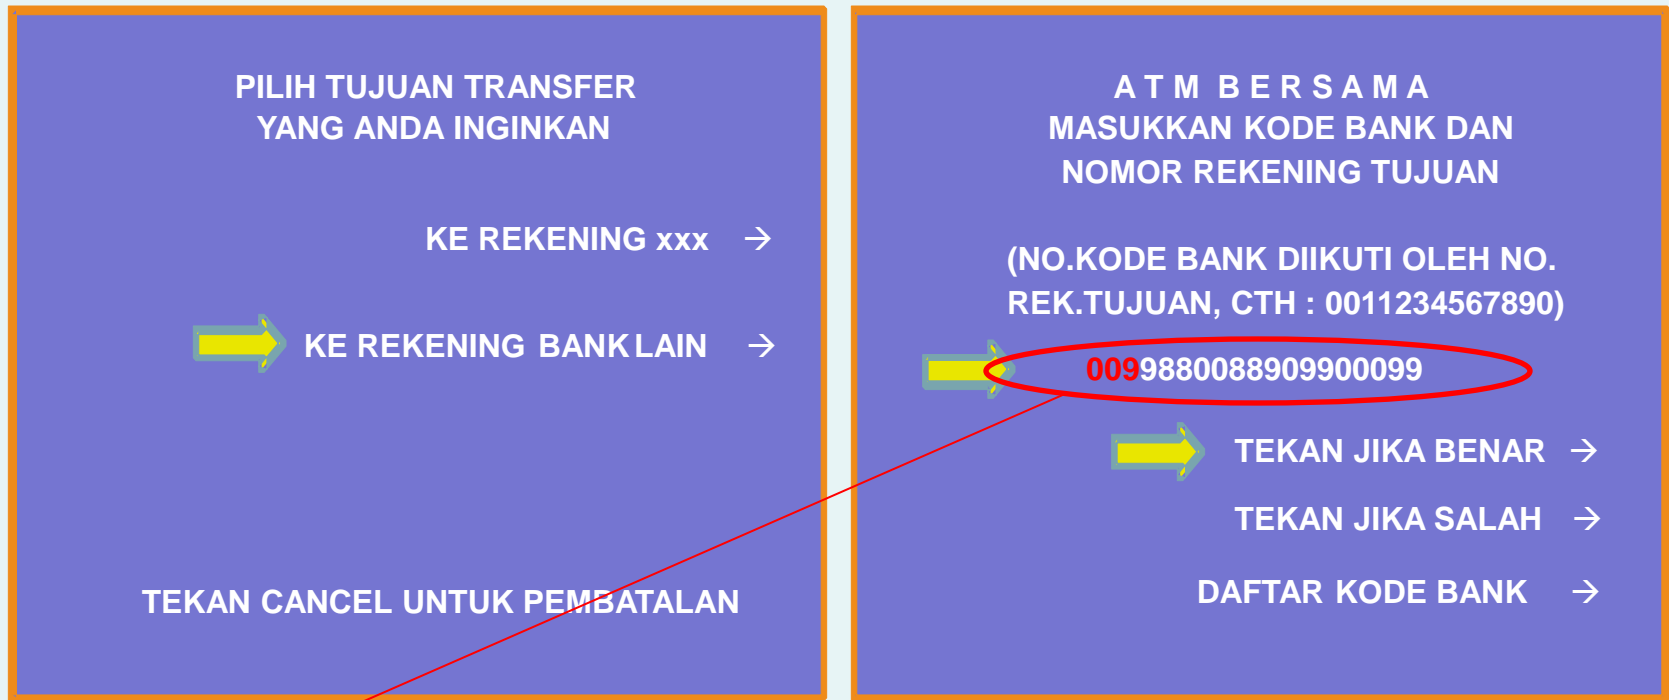 PILIH TUJUAN TRANSFER
YANG ANDA INGINKAN
KE REKENING xxx →
KE REKENING BANK LAIN →
TEKAN CANCEL UNTUK PEMBATALAN
A T M B E R S A M A
MASUKKAN KODE BANK DAN
NOMOR REKENING TUJUAN
(NO.KODE BANK DIIKUTI OLEH NO.
REK.TUJUAN, CTH : 0011234567890)
0099880088909900099
TEKAN JIKA BENAR →
TEKAN JIKA SALAH →
DAFTAR KODE BANK →